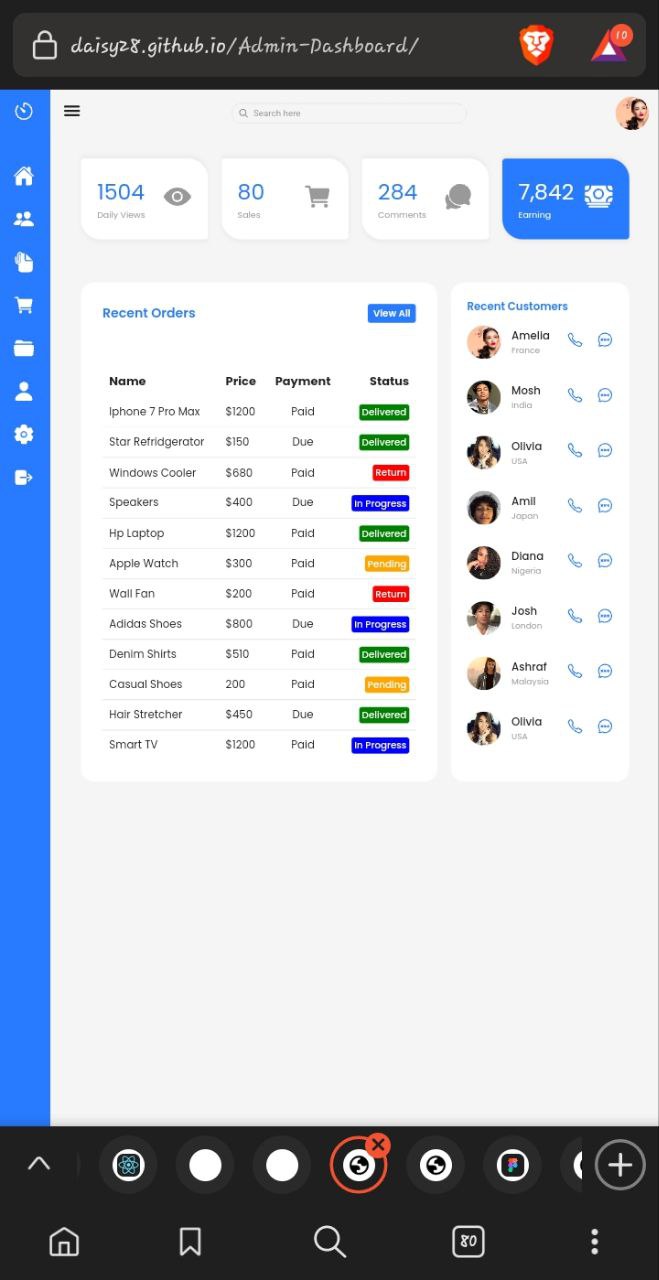 daisy28.github.io/Admin-Dashboard/
10
Search here
1504
Daily Views
80
Sales
284
Comments
7,842
Earning
Recent Orders
View All
Name Price Payment Status
Iphone 7 Pro Max $1200 Paid Delivered
Star Refridgerator $150 Due Delivered
Windows Cooler $680 Paid Return
Speakers $400 Due In Progress
Hp Laptop $1200 Paid Delivered
Apple Watch $300 Paid Pending
Wall Fan $200 Paid Return
Adidas Shoes $800 Due In Progress
Denim Shirts $510 Paid Delivered
Casual Shoes 200 Paid Pending
Hair Stretcher $450 Due Delivered
Smart TV $1200 Paid In Progress
Recent Customers
Amelia
France
Mosh
India
Olivia
USA
Amil
Japan
Diana
Nigeria
Josh
London
Ashraf
Malaysia
Olivia
USA
80